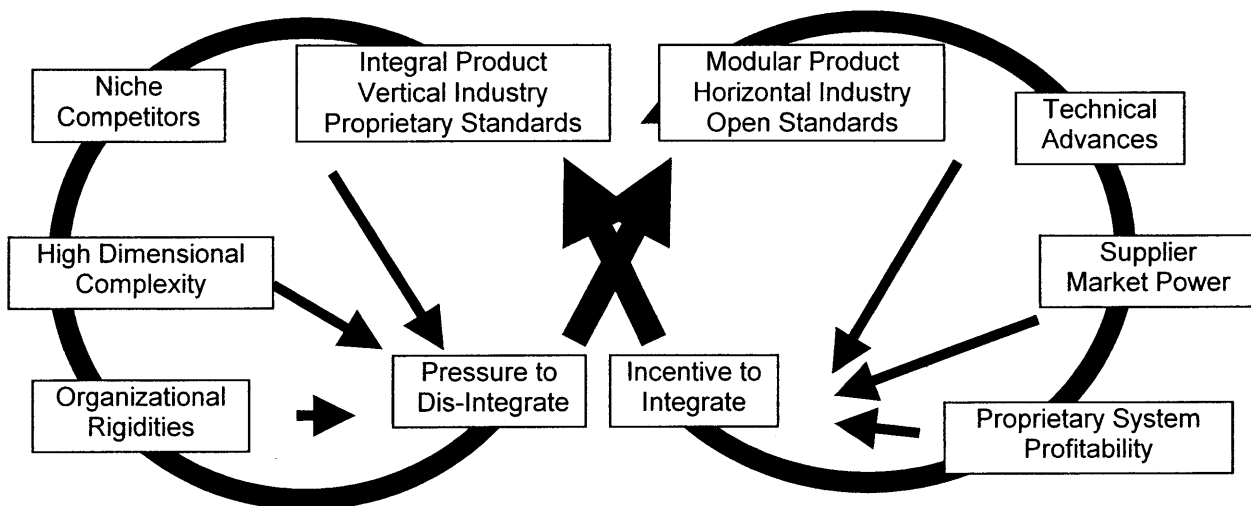 Integral Product
Vertical Industry
Proprietary Standards
Modular Product
Horizontal Industry
Open Standards
Niche
Competitors
Technical
Advances
High Dimensional
Complexity
Supplier
Market Power
Pressure to
Dis-Integrate
Incentive to
Integrate
Organizational
Rigidities
Proprietary System
Profitability